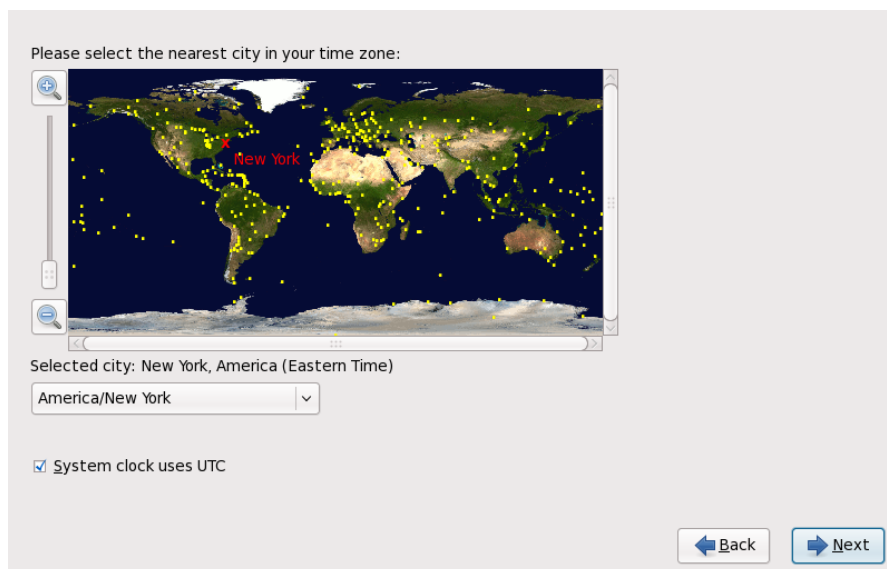 Please select the nearest city in your time zone:
New York
Selected city: New York, America (Eastern Time)
America/New York
System clock uses UTC
Back
Next